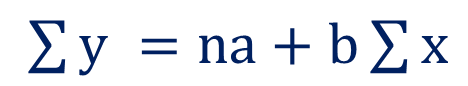 ∑ y = na + b ∑ x